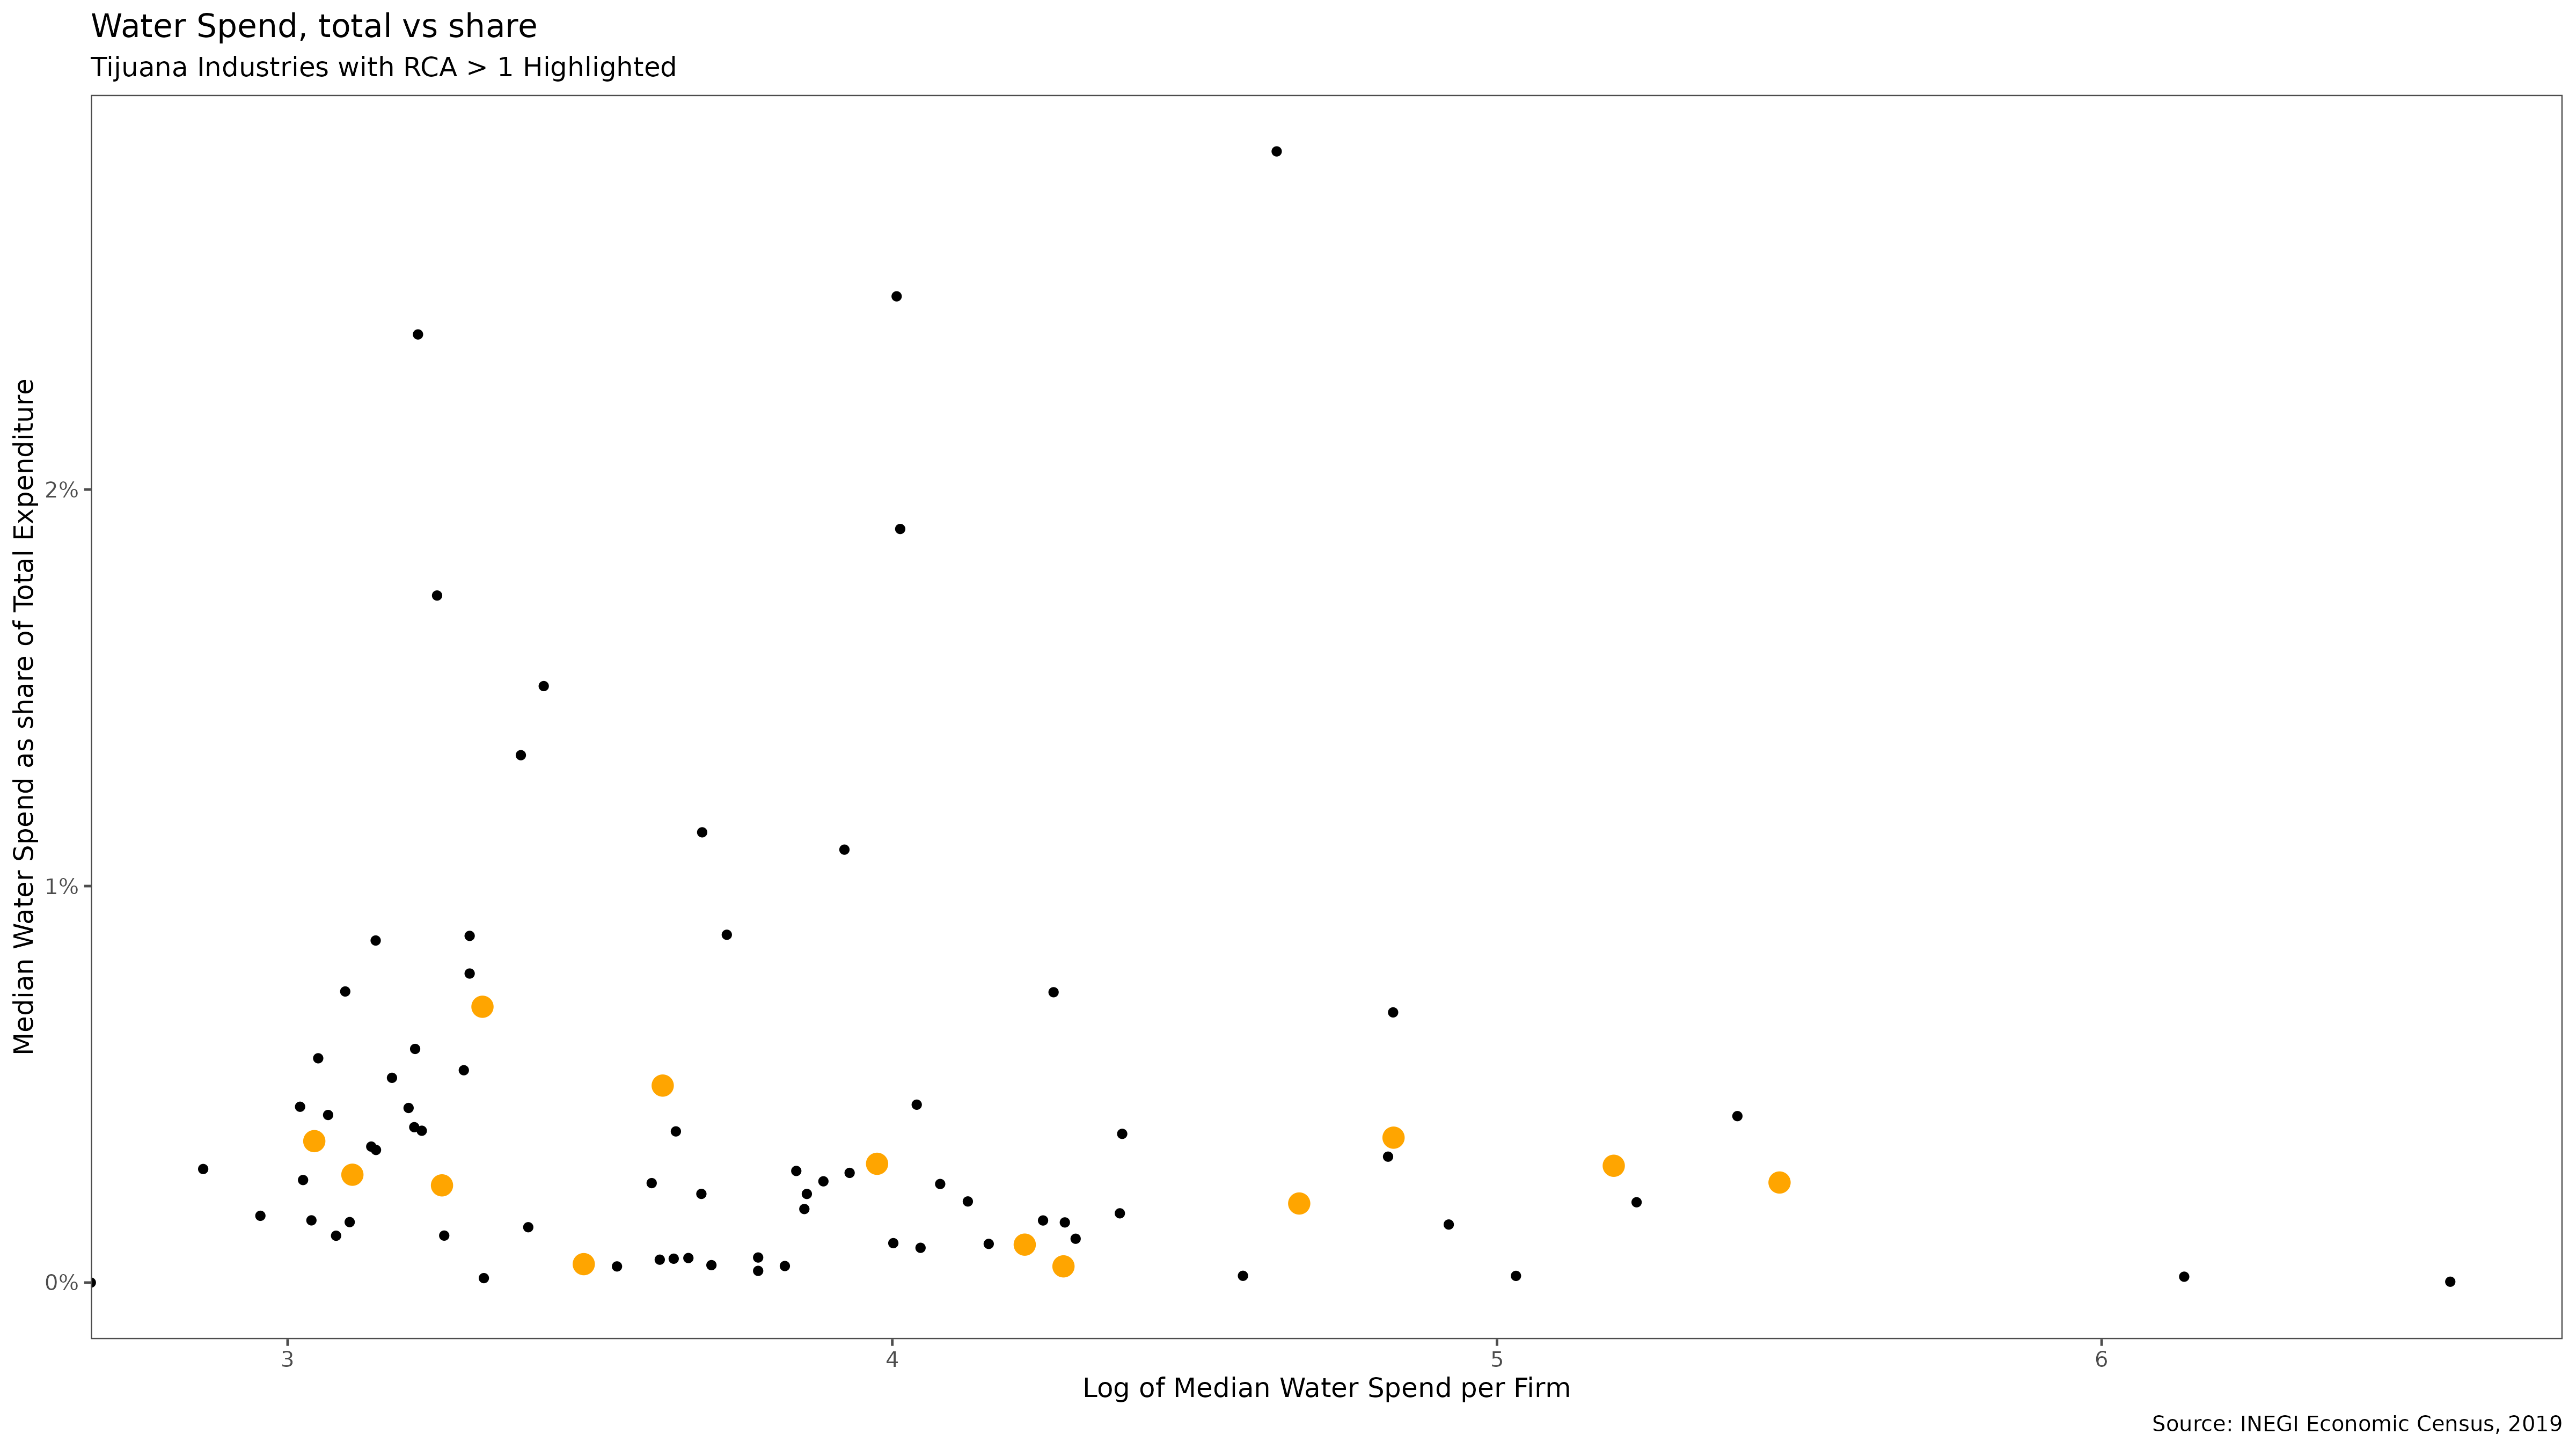 Water Spend, total vs share
Tijuana Industries with RCA > 1 Highlighted
Median Water Spend as share of Total Expenditure
2%
1%
0%
3
4
5
6
Log of Median Water Spend per Firm
Source: INEGI Economic Census, 2019